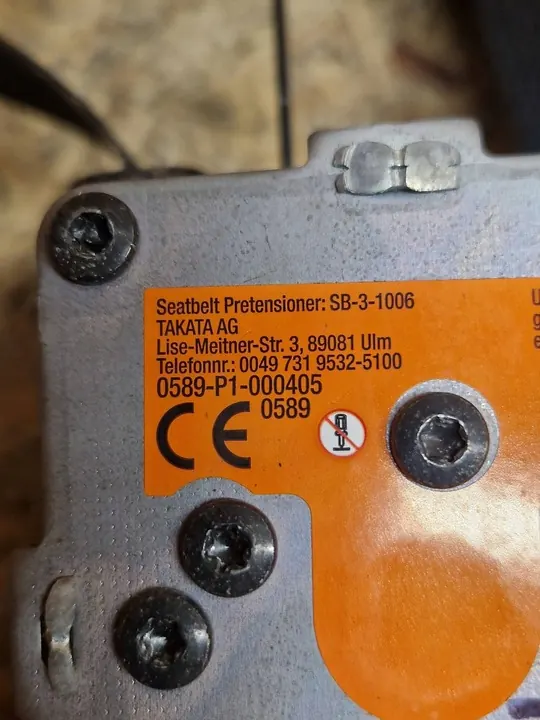 Seatbelt Pretensioner: SB-3-1006
TAKATA AG
Lise-Meitner-Str. 3, 89081 Ulm
Telefonnr.: 0049 731 9532-5100
0589-P1-000405
CE 0589
U
g
e